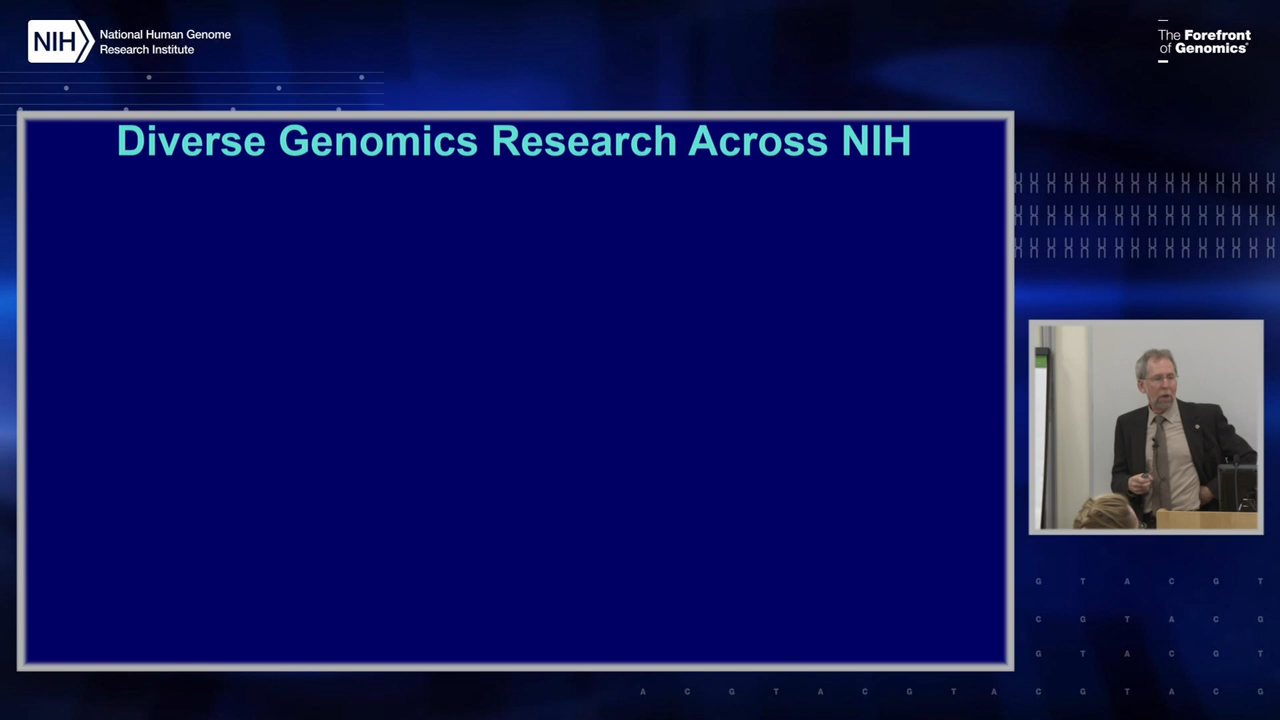 NIH
National Human Genome
Research Institute
The Forefront
of Genomics®
Diverse Genomics Research Across NIH
G T A C G T
C G T A C G
G T A C G T
A C G T A C G T A C G T A C G